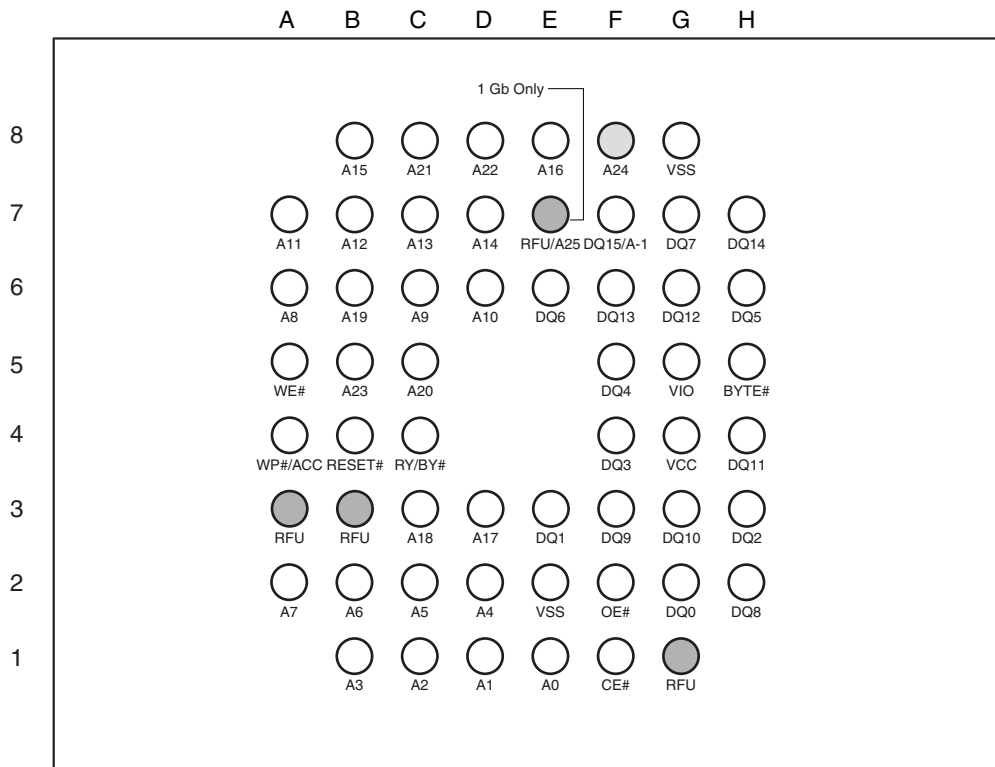 A B C D E F G H
1 Gb Only
8
A15 A21 A22 A16 A24 VSS
7
A11 A12 A13 A14 RFU/A25 DQ15/A-1 DQ7 DQ14
6
A8 A19 A9 A10 DQ6 DQ13 DQ12 DQ5
5
WE# A23 A20 DQ4 VIO BYTE#
4
WP#/ACC RESET# RY/BY# DQ3 VCC DQ11
3
RFU RFU A18 A17 DQ1 DQ9 DQ10 DQ2
2
A7 A6 A5 A4 VSS OE# DQ0 DQ8
1
A3 A2 A1 A0 CE# RFU